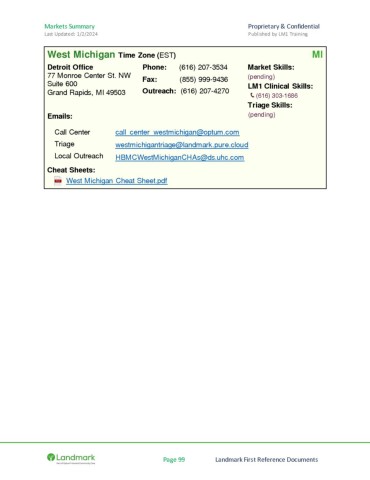 Markets Summary
Proprietary & Confidential
Last Updated: 1/2/2024
Published by LM1 Training
West Michigan Time Zone (EST)
MI
Detroit Office
77 Monroe Center St. NW
Suite 600
Grand Rapids, MI 49503
Phone: (616) 207-3534
Fax: (855) 999-9436
Outreach: (616) 207-4270
Market Skills:
(pending)
LM1 Clinical Skills:
(616) 303-1686
Triage Skills:
(pending)
Emails:
Call Center call_center_westmichigan@optum.com
Triage westmichigantriage@landmark.pure.cloud
Local Outreach HBMCWestMichiganCHAs@ds.uhc.com
Cheat Sheets:
West Michigan Cheat Sheet.pdf
Landmark
Page 99
Landmark First Reference Documents